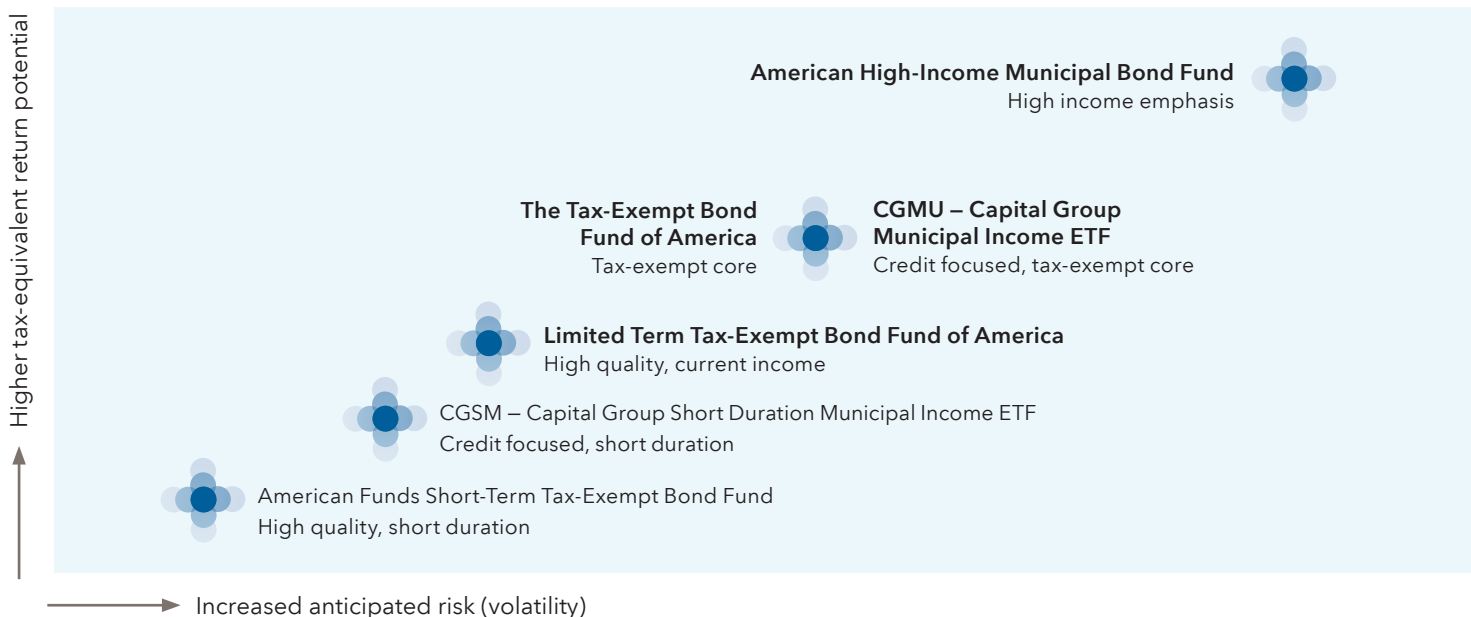 Higher tax-equivalent return potential
American High-Income Municipal Bond Fund
High income emphasis
The Tax-Exempt Bond
Fund of America
Tax-exempt core
CGMU – Capital Group
Municipal Income ETF
Credit focused, tax-exempt core
Limited Term Tax-Exempt Bond Fund of America
High quality, current income
CGSM – Capital Group Short Duration Municipal Income ETF
Credit focused, short duration
American Funds Short-Term Tax-Exempt Bond Fund
High quality, short duration
Increased anticipated risk (volatility)